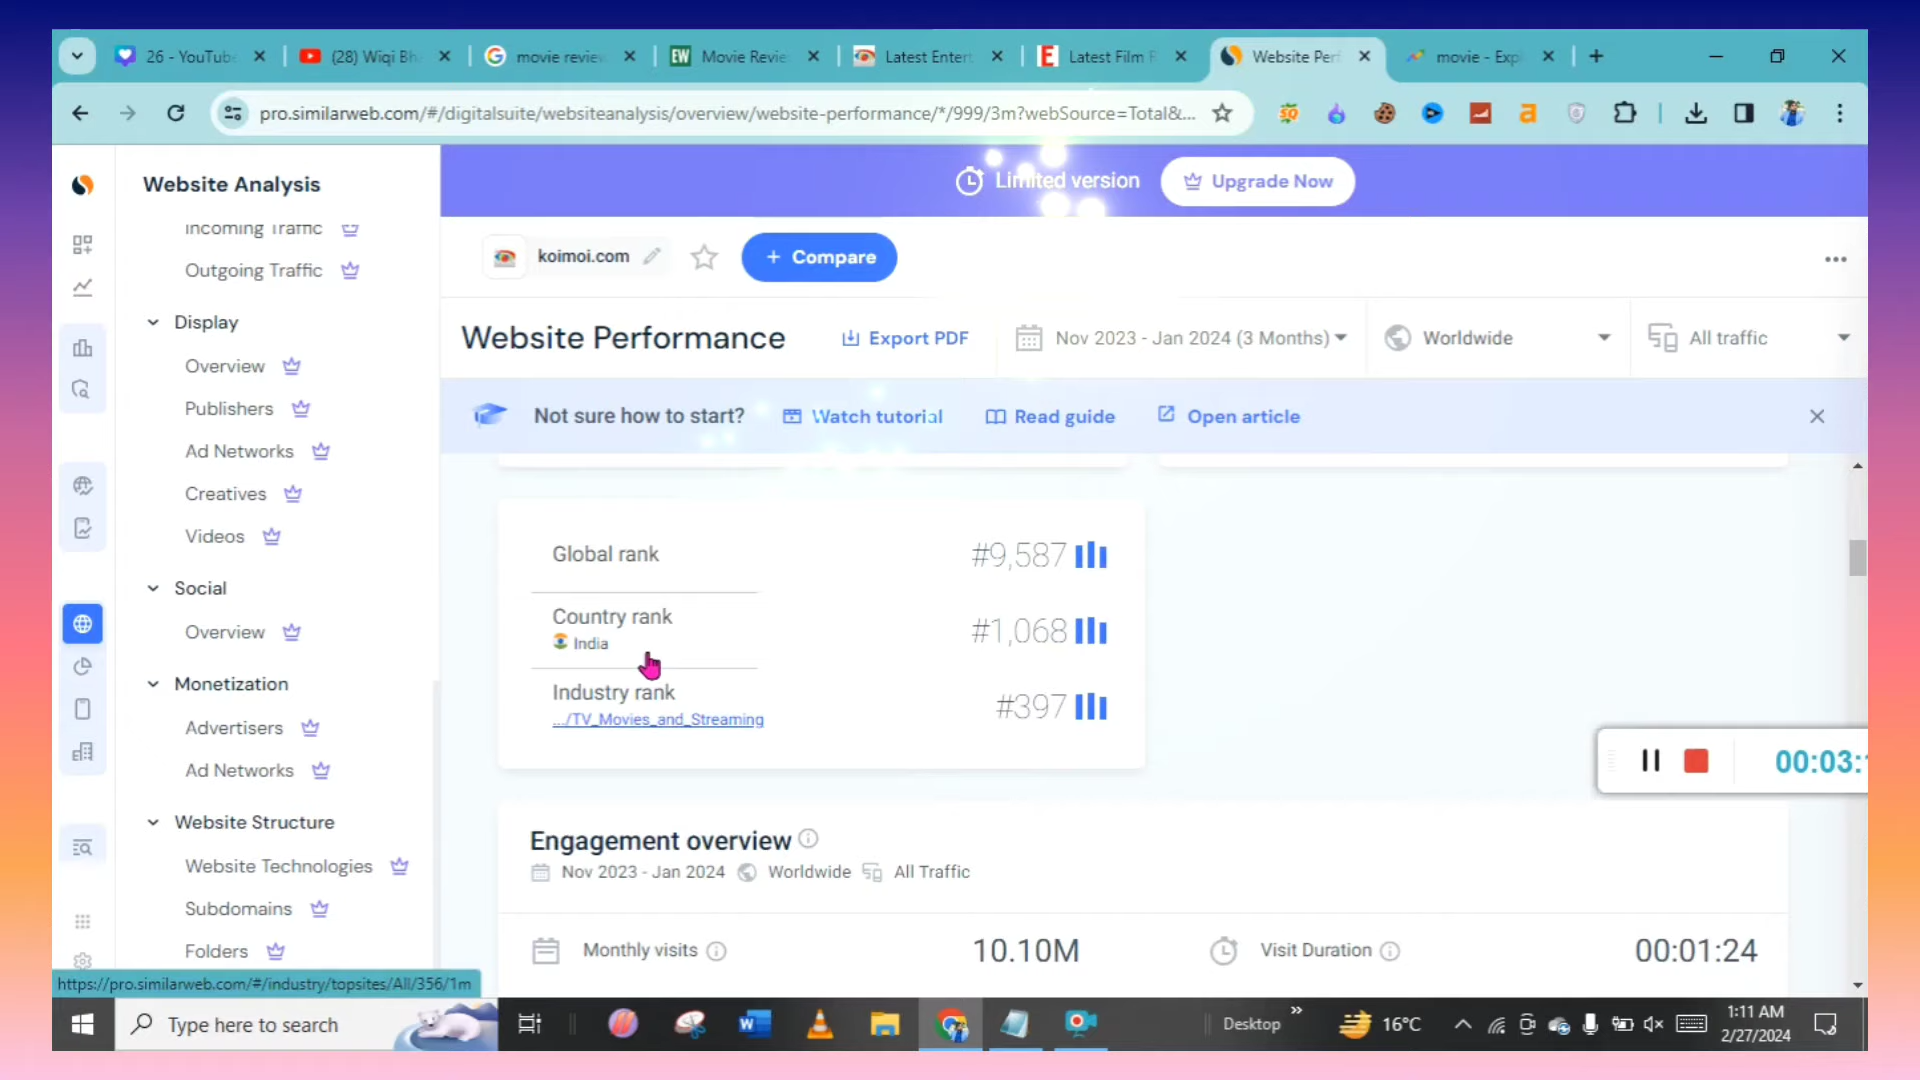 26 - YouTube
(28) Wiqi Bh
movie review
EW Movie Revie
Latest Entert
E Latest Film R
Website Perf
movie - Expl
pro.similarweb.com/#/digitalsuite/websiteanalysis/overview/website-performance/*/999/3m?webSource=Total&...
Website Analysis
Limited version
Upgrade Now
Incoming Traffic
Outgoing Traffic
Display
Overview
Publishers
Ad Networks
Creatives
Videos
Social
Overview
Monetization
Advertisers
Ad Networks
Website Structure
Website Technologies
Subdomains
Folders
koimoi.com
+ Compare
Website Performance
Export PDF
Nov 2023 - Jan 2024 (3 Months)
Worldwide
All traffic
Not sure how to start?
Watch tutorial
Read guide
Open article
Global rank
#9,587
Country rank
India
#1,068
Industry rank
.../TV_Movies_and_Streaming
#397
00:03:
Engagement overview
Nov 2023 - Jan 2024 Worldwide All Traffic
Monthly visits
10.10M
Visit Duration
00:01:24
https://pro.similarweb.com/#/industry/topsites/All/356/1m
Type here to search
Desktop
16°C
1:11 AM
2/27/2024